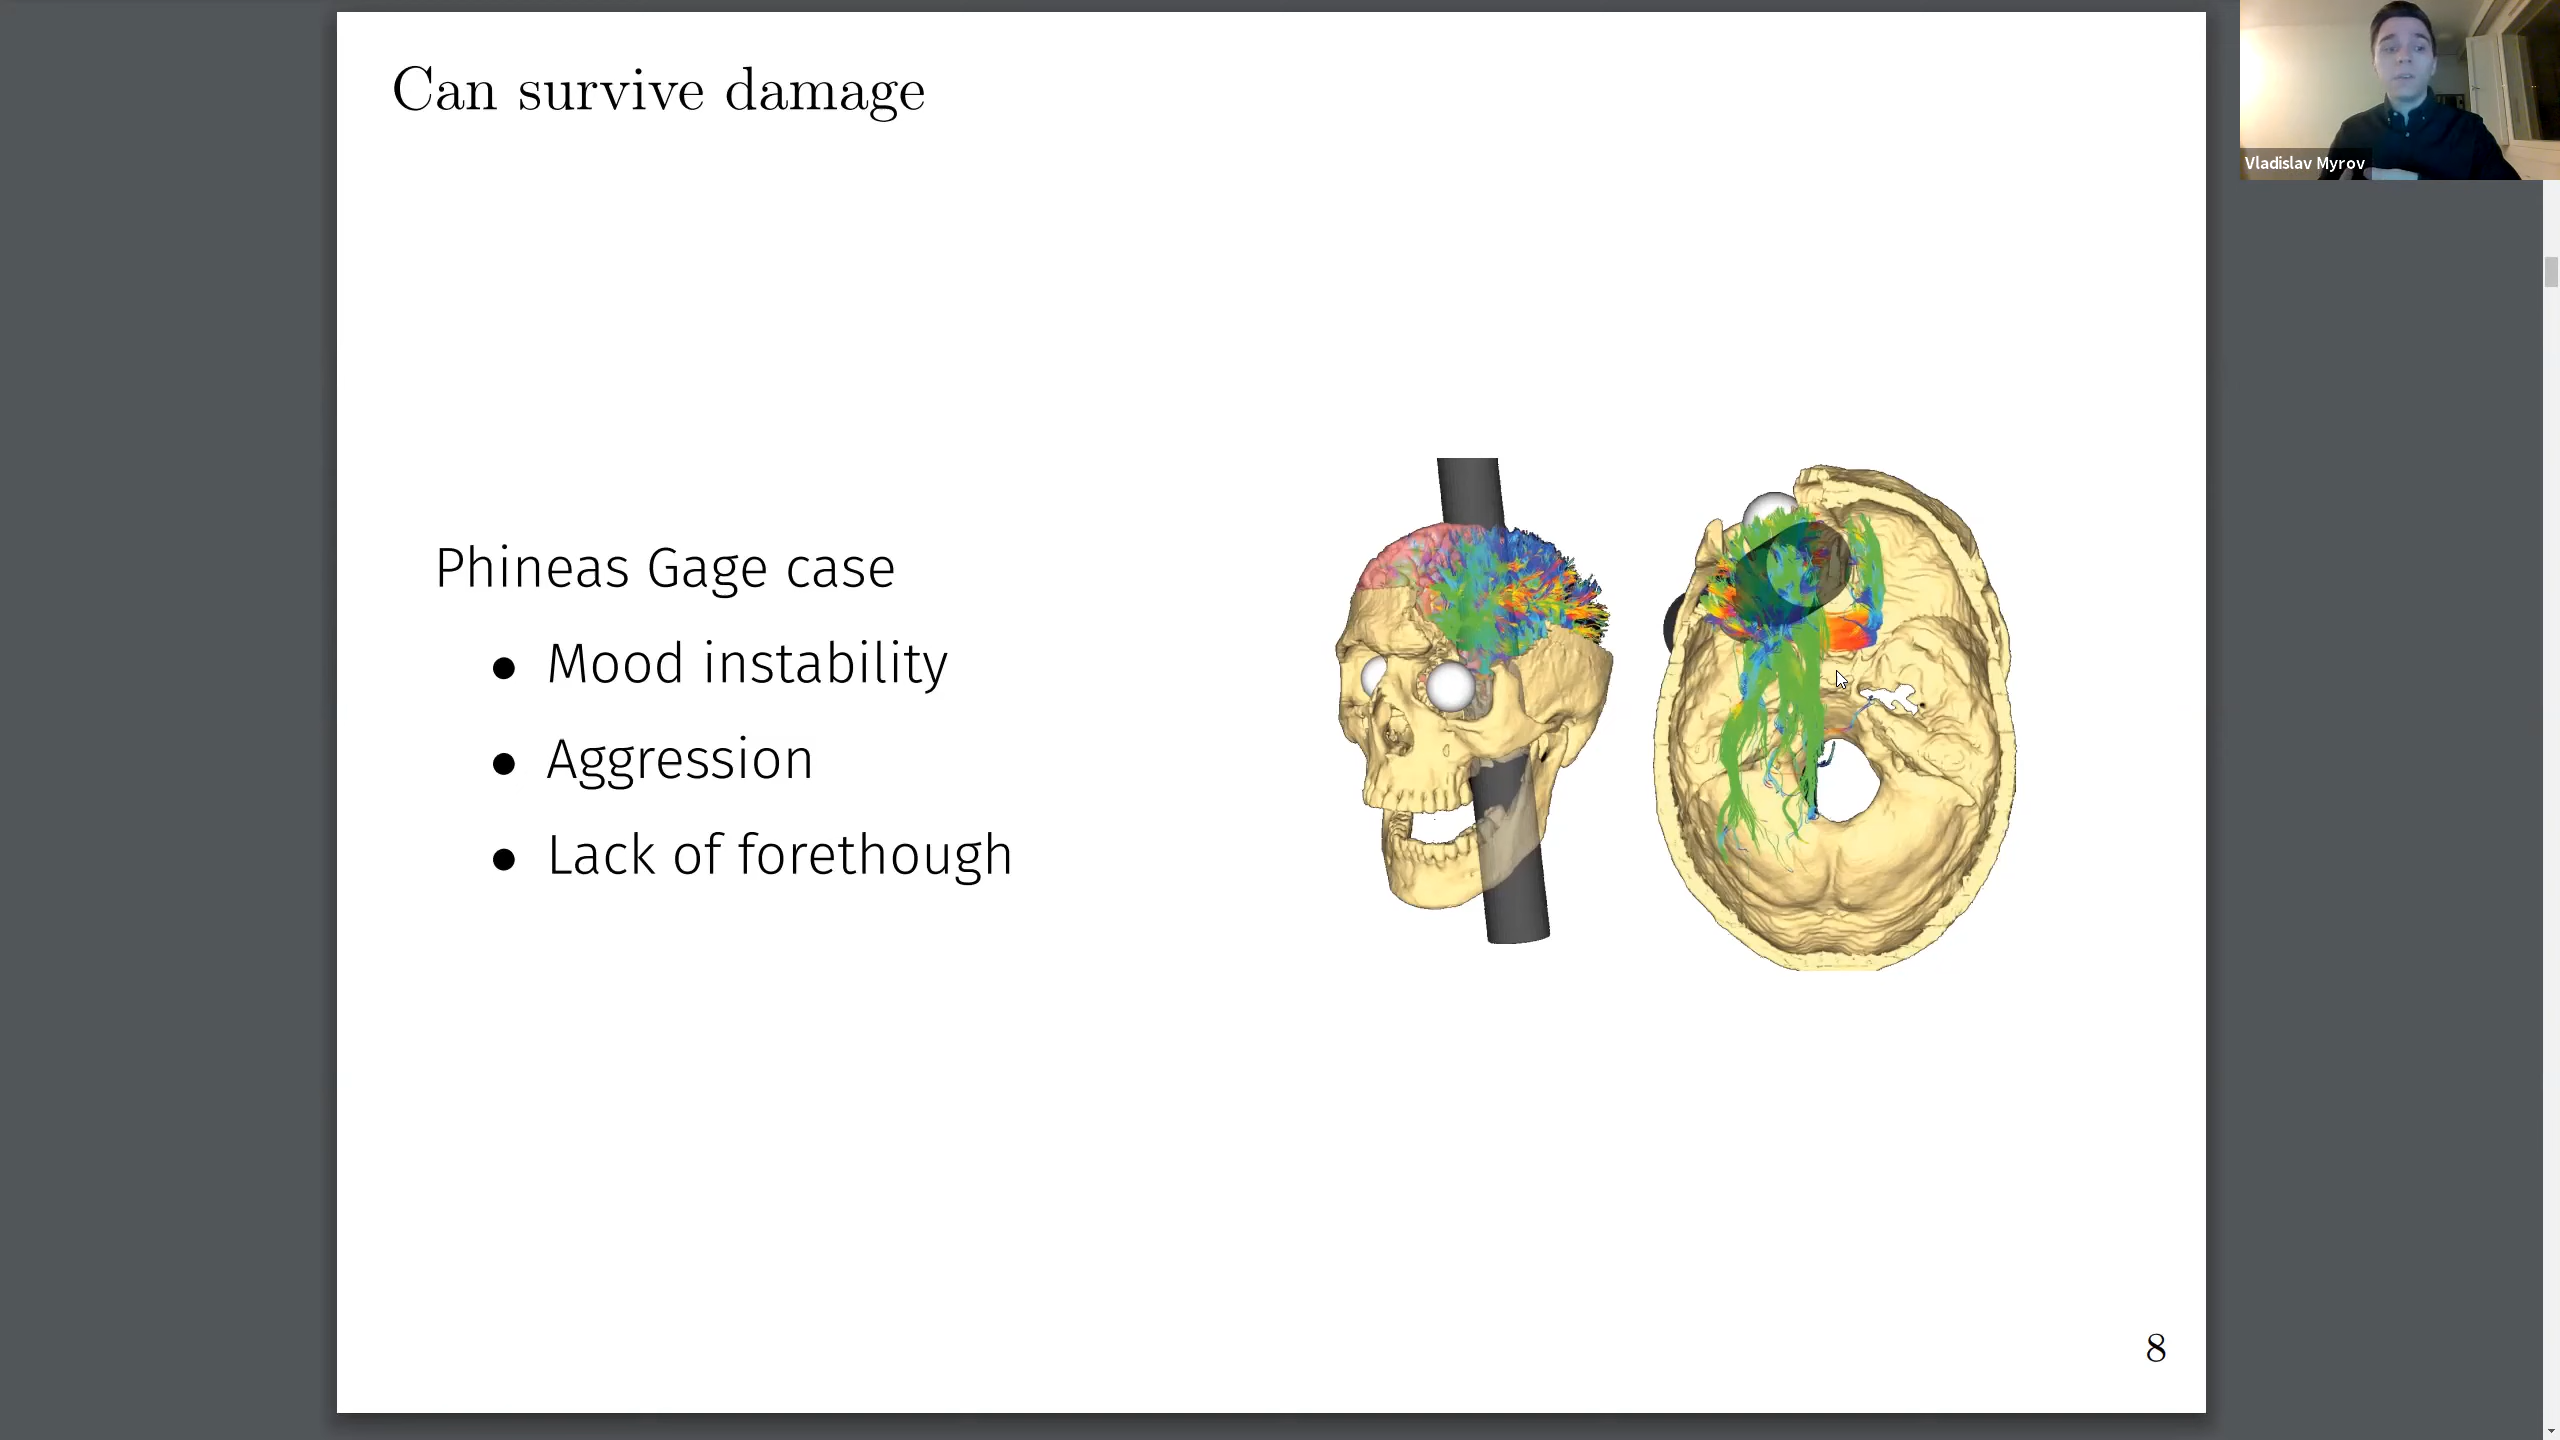 Can survive damage
Vladislav Myrov
Phineas Gage case
• Mood instability
• Aggression
• Lack of forethough
8